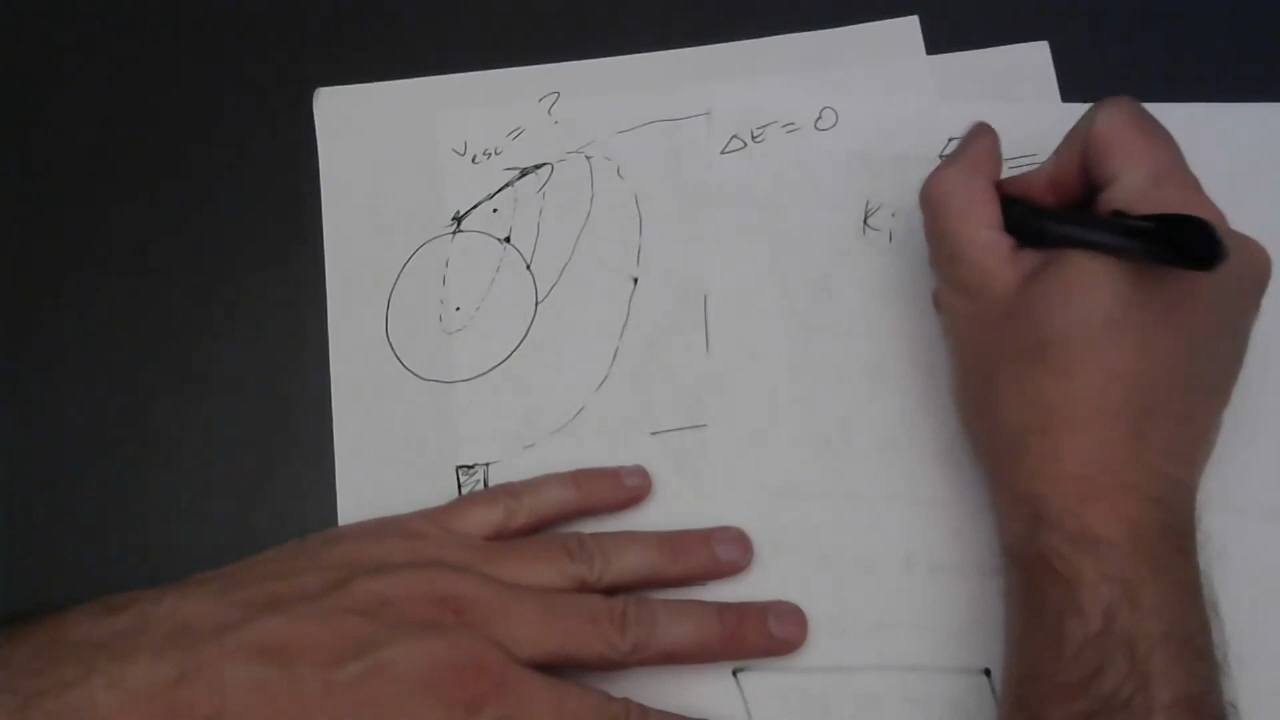 v_esc = ?
ΔE = 0
=
K_i